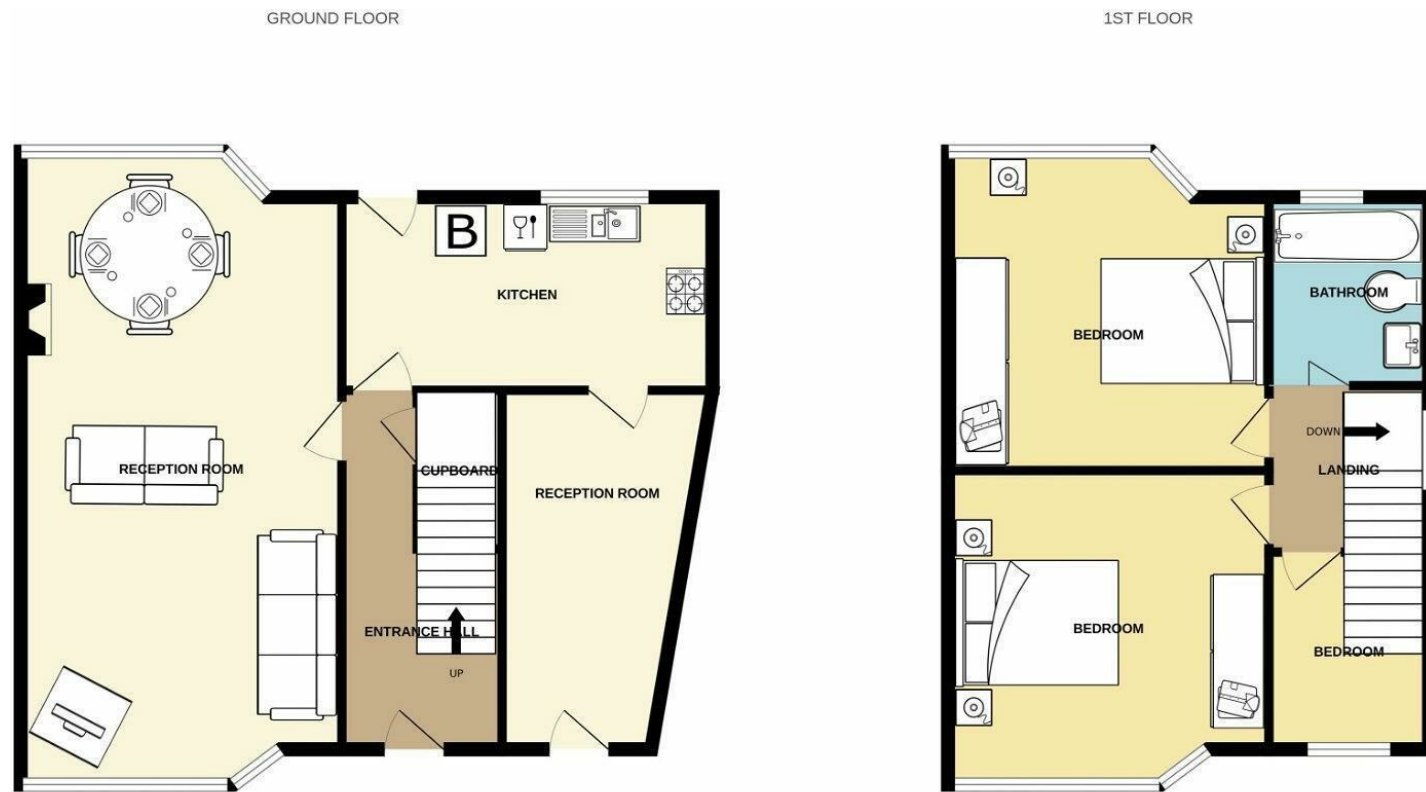 GROUND FLOOR
1ST FLOOR
B
KITCHEN
RECEPTION ROOM
CUPBOARD
RECEPTION ROOM
ENTRANCE HALL
UP
BATHROOM
BEDROOM
DOWN
LANDING
BEDROOM
BEDROOM